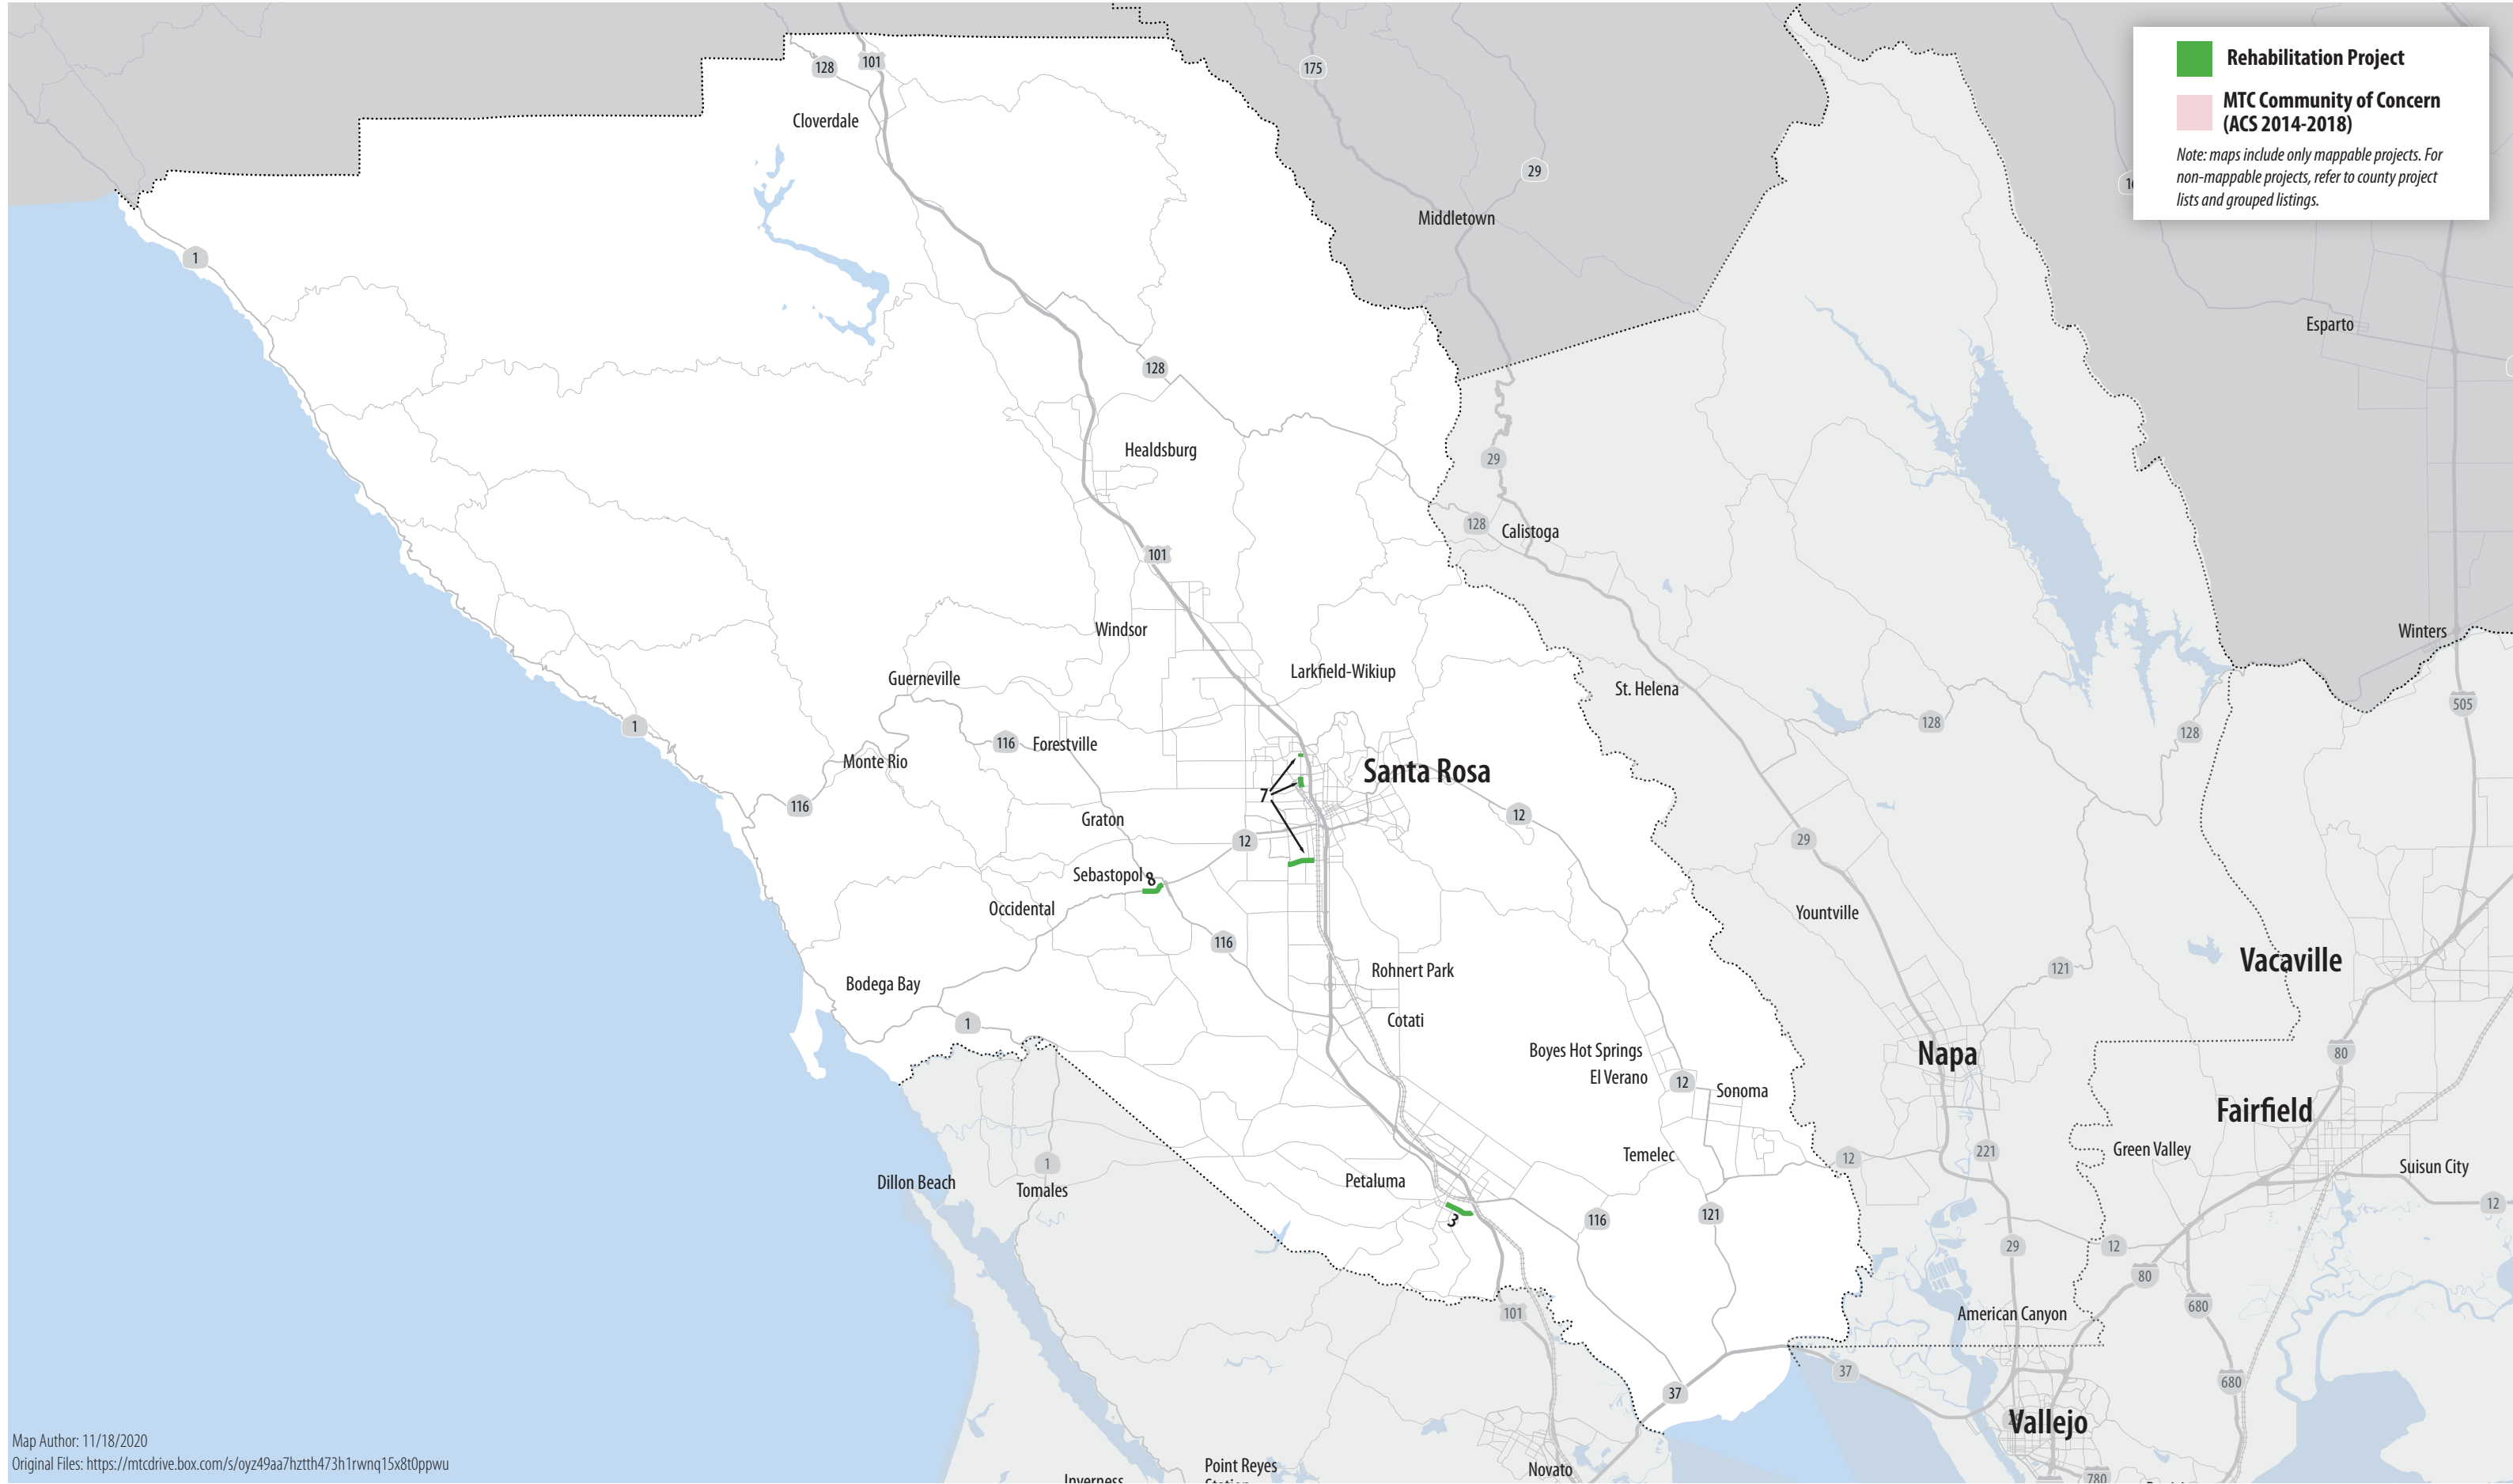 Rehabilitation Project
MTC Community of Concern
(ACS 2014-2018)
Note: maps include only mappable projects. For
non-mappable projects, refer to county project
lists and grouped listings.
128
101
175
Cloverdale
29
Middletown
1
Esparto
128
Healdsburg
29
128
Calistoga
101
Windsor
Winters
Larkfield-Wikiup
Guerneville
St. Helena
505
1
128
128
116
Forestville
Monte Rio
Santa Rosa
7
116
12
Graton
12
29
Sebastopol
8
Occidental
Yountville
116
Vacaville
Rohnert Park
121
Bodega Bay
1
Cotati
Boyes Hot Springs
Napa
80
El Verano
12
Sonoma
Fairfield
Green Valley
221
Temelec
12
1
Suisun City
Dillon Beach
Petaluma
Tomales
12
3
116
121
29
12
80
680
101
American Canyon
37
37
680
Vallejo
Map Author: 11/18/2020
Original Files: https://mtcdrive.box.com/s/oyz49aa7hztth473h1rwnq15x8t0ppwu
Point Reyes
Novato
780